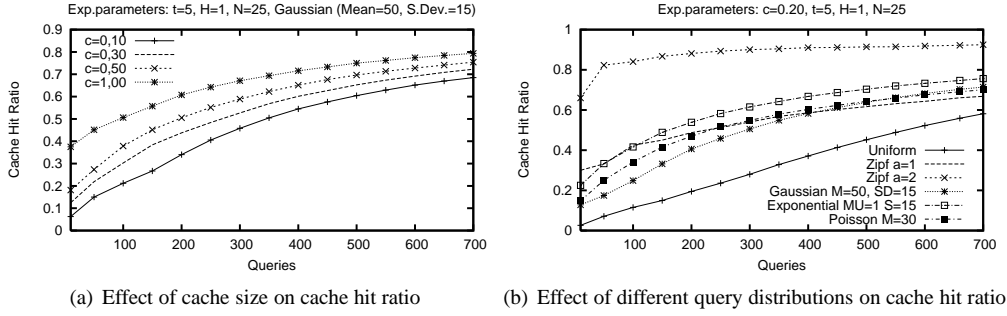 Exp.parameters: t=5, H=1, N=25, Gaussian (Mean=50, S.Dev.=15)
Cache Hit Ratio
0.9
0.8
0.7
0.6
0.5
0.4
0.3
0.2
0.1
0
c=0,10
c=0,30
c=0,50
c=1,00
100 200 300 400 500 600 700
Queries
(a) Effect of cache size on cache hit ratio
Exp.parameters: c=0.20, t=5, H=1, N=25
Cache Hit Ratio
1
0.8
0.6
0.4
0.2
0
Uniform
Zipf a=1
Zipf a=2
Gaussian M=50, SD=15
Exponential MU=1 S=15
Poisson M=30
100 200 300 400 500 600 700
Queries
(b) Effect of different query distributions on cache hit ratio